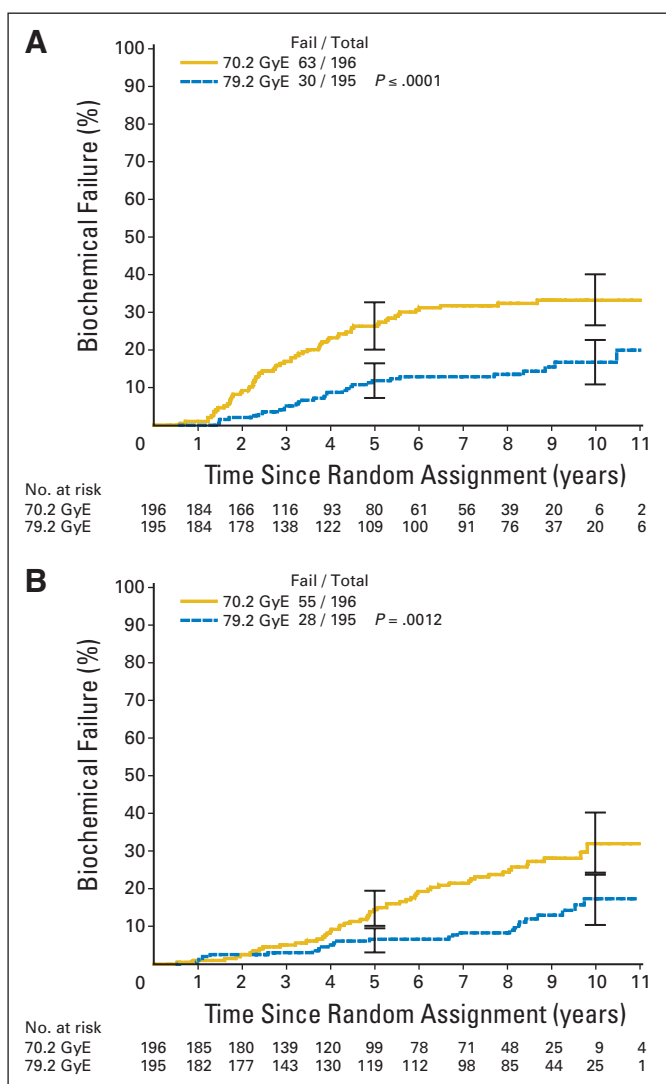 A
Fail / Total
70.2 GyE 63 / 196
79.2 GyE 30 / 195 P ≤ .0001
Biochemical Failure (%)
100
90
80
70
60
50
40
30
20
10
0 1 2 3 4 5 6 7 8 9 10 11
Time Since Random Assignment (years)
No. at risk
70.2 GyE 196 184 166 116 93 80 61 56 39 20 6 2
79.2 GyE 195 184 178 138 122 109 100 91 76 37 20 6
B
Fail / Total
70.2 GyE 55 / 196
79.2 GyE 28 / 195 P = .0012
Biochemical Failure (%)
100
90
80
70
60
50
40
30
20
10
0 1 2 3 4 5 6 7 8 9 10 11
Time Since Random Assignment (years)
No. at risk
70.2 GyE 196 185 180 139 120 99 78 71 48 25 9 4
79.2 GyE 195 182 177 143 130 119 112 98 85 44 25 1